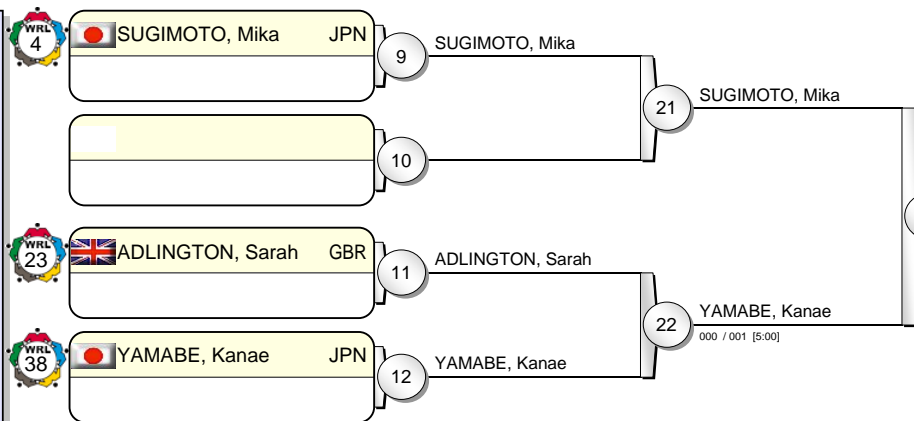 WRL
4
SUGIMOTO, Mika JPN
9
SUGIMOTO, Mika
21
SUGIMOTO, Mika
10
WRL
23
ADLINGTON, Sarah GBR
11
ADLINGTON, Sarah
22
YAMABE, Kanae
000 / 001 [5:00]
WRL
38
YAMABE, Kanae JPN
12
YAMABE, Kanae